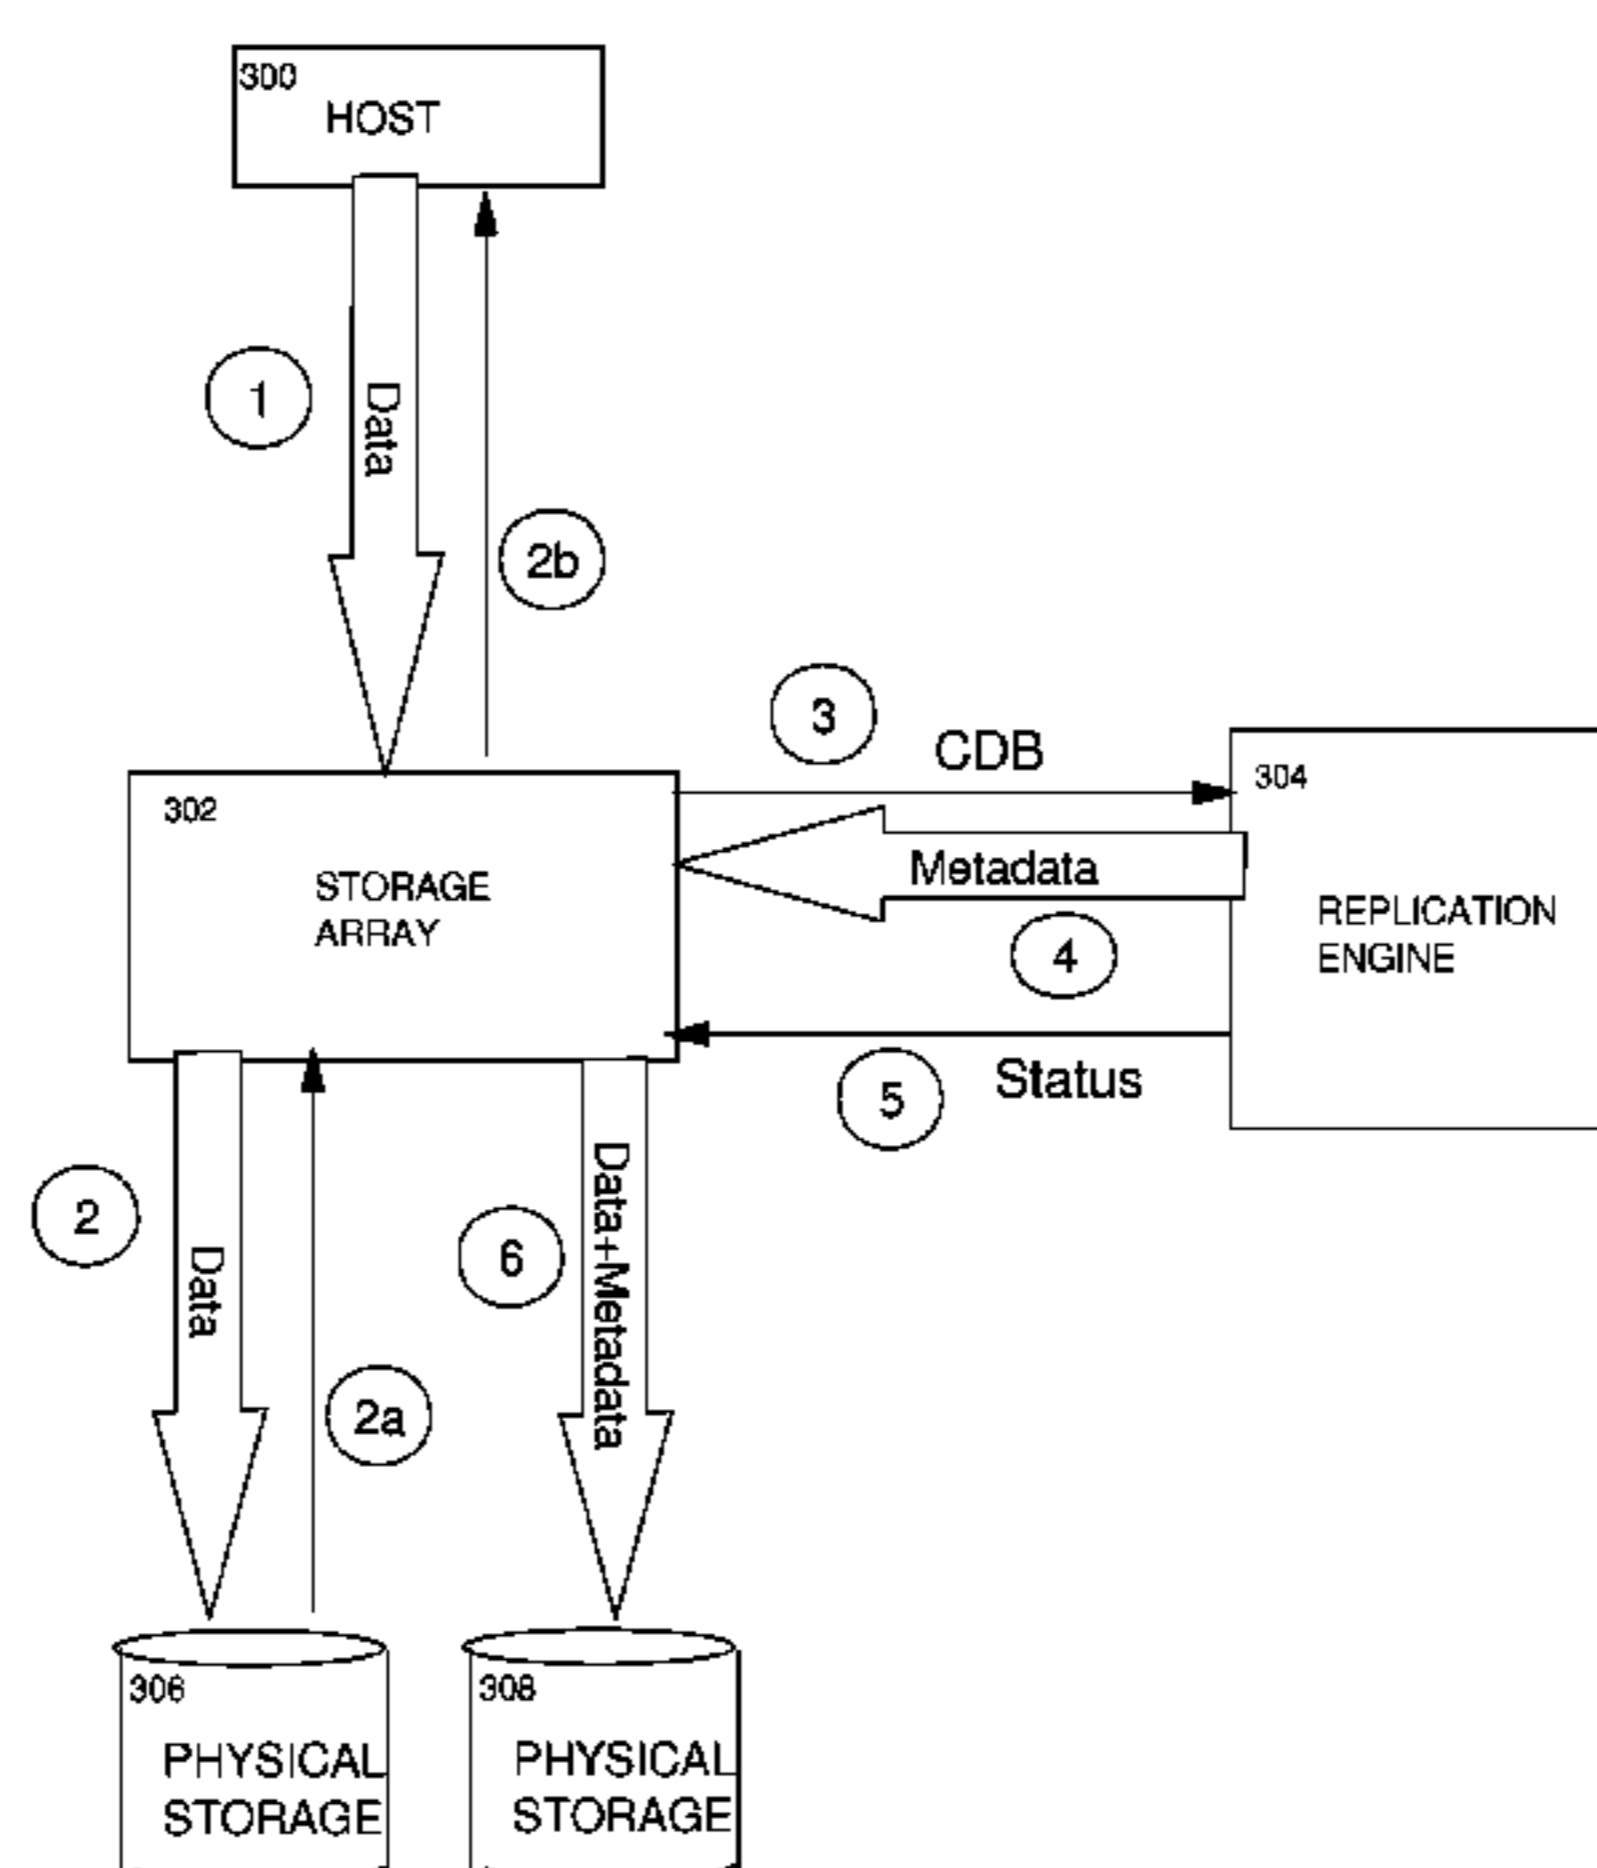 300
HOST
1
Data
2b
3
CDB
304
302
Metadata
STORAGE
ARRAY
REPLICATION
ENGINE
4
5
Status
2
Data
6
Data+Metadata
2a
306
308
PHYSICAL
STORAGE
PHYSICAL
STORAGE